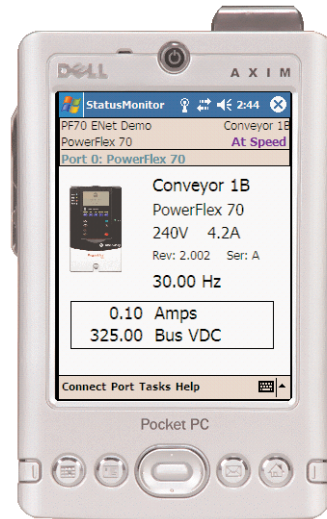 DELL
AXIM
StatusMonitor 2:44
PF70 ENet Demo Conveyor 1B
PowerFlex 70 At Speed
Port 0: PowerFlex 70
Conveyor 1B
PowerFlex 70
240V 4.2A
Rev: 2.002 Ser: A
30.00 Hz
0.10 Amps
325.00 Bus VDC
Connect Port Tasks Help
Pocket PC